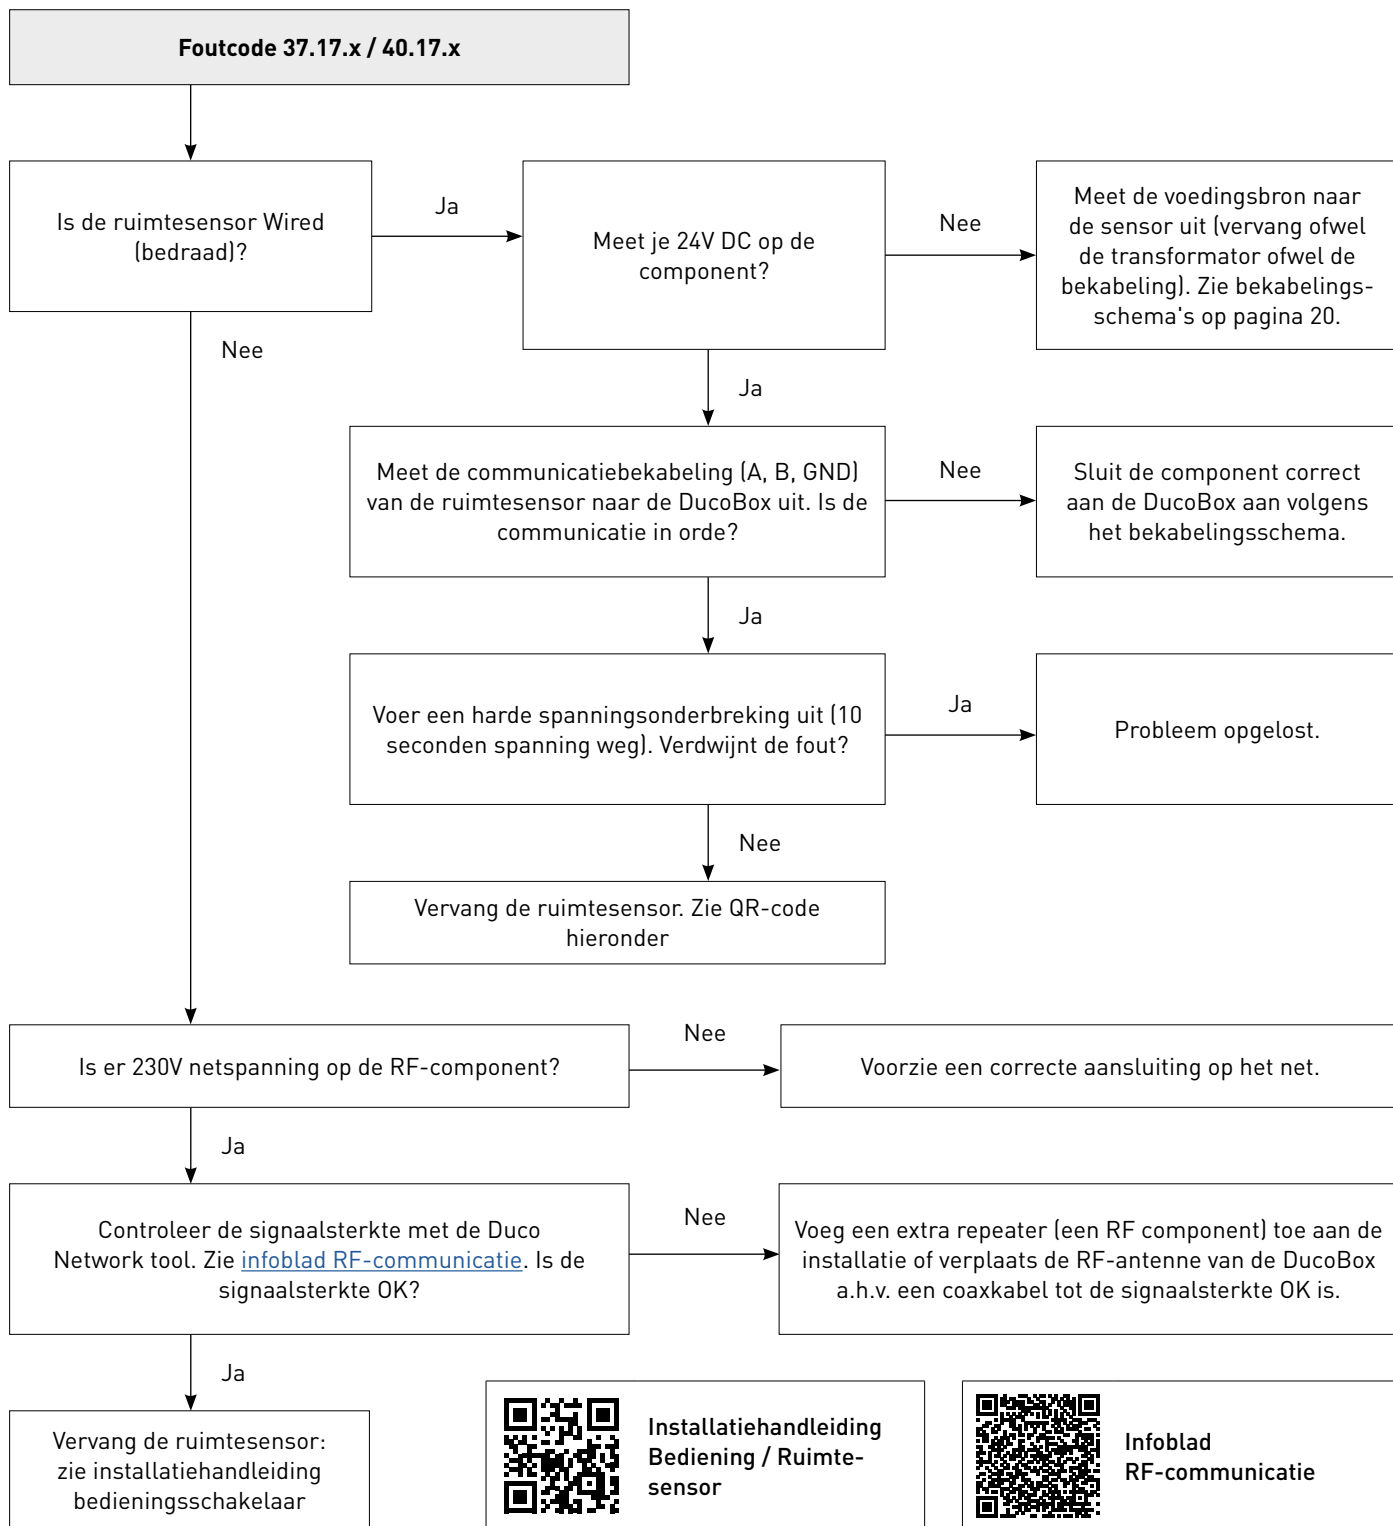 Foutcode 37.17.x / 40.17.x
Is de ruimtesensor Wired
(bedraad)?
Ja
Meet je 24V DC op de
component?
Nee
Meet de voedingsbron naar
de sensor uit (vervang ofwel
de transformator ofwel de
bekabeling). Zie bekabelings-
schema's op pagina 20.
Nee
Ja
Meet de communicatiebekabeling (A, B, GND)
van de ruimtesensor naar de DucoBox uit. Is de
communicatie in orde?
Nee
Sluit de component correct
aan de DucoBox aan volgens
het bekabelingsschema.
Ja
Voer een harde spanningsonderbreking uit (10
seconden spanning weg). Verdwijnt de fout?
Ja
Probleem opgelost.
Nee
Vervang de ruimtesensor. Zie QR-code
hieronder
Is er 230V netspanning op de RF-component?
Nee
Voorzie een correcte aansluiting op het net.
Ja
Controleer de signaalsterkte met de Duco
Network tool. Zie infoblad RF-communicatie. Is de
signaalsterkte OK?
Nee
Voeg een extra repeater (een RF component) toe aan de
installatie of verplaats de RF-antenne van de DucoBox
a.h.v. een coaxkabel tot de signaalsterkte OK is.
Ja
Vervang de ruimtesensor:
zie installatiehandleiding
bedieningsschakelaar
Installatiehandleiding
Bediening / Ruimte-
sensor
Infoblad
RF-communicatie